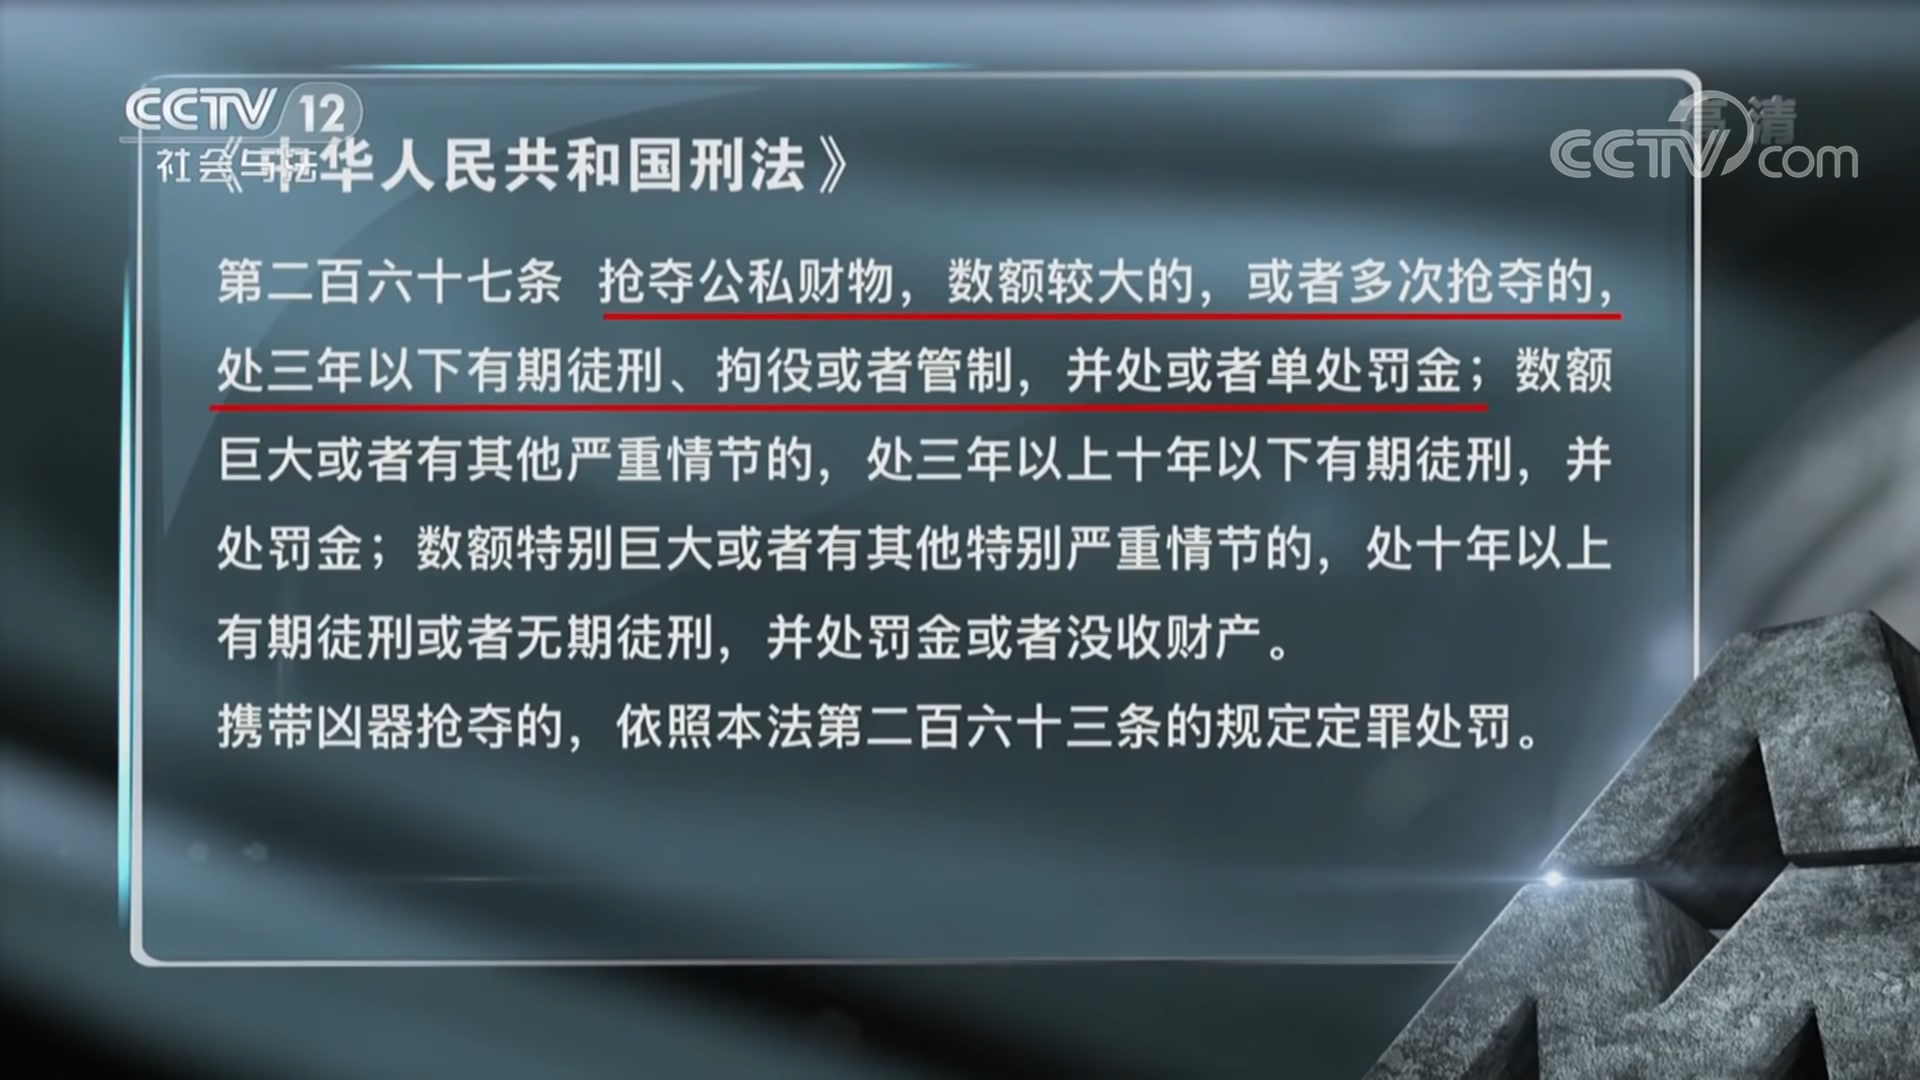 CCTV 12
社会与法
高清
CCTV com
《中华人民共和国刑法》
第二百六十七条 抢夺公私财物，数额较大的，或者多次抢夺的，
处三年以下有期徒刑、拘役或者管制，并处或者单处罚金；数额
巨大或者有其他严重情节的，处三年以上十年以下有期徒刑，并
处罚金；数额特别巨大或者有其他特别严重情节的，处十年以上
有期徒刑或者无期徒刑，并处罚金或者没收财产。
携带凶器抢夺的，依照本法第二百六十三条的规定定罪处罚。